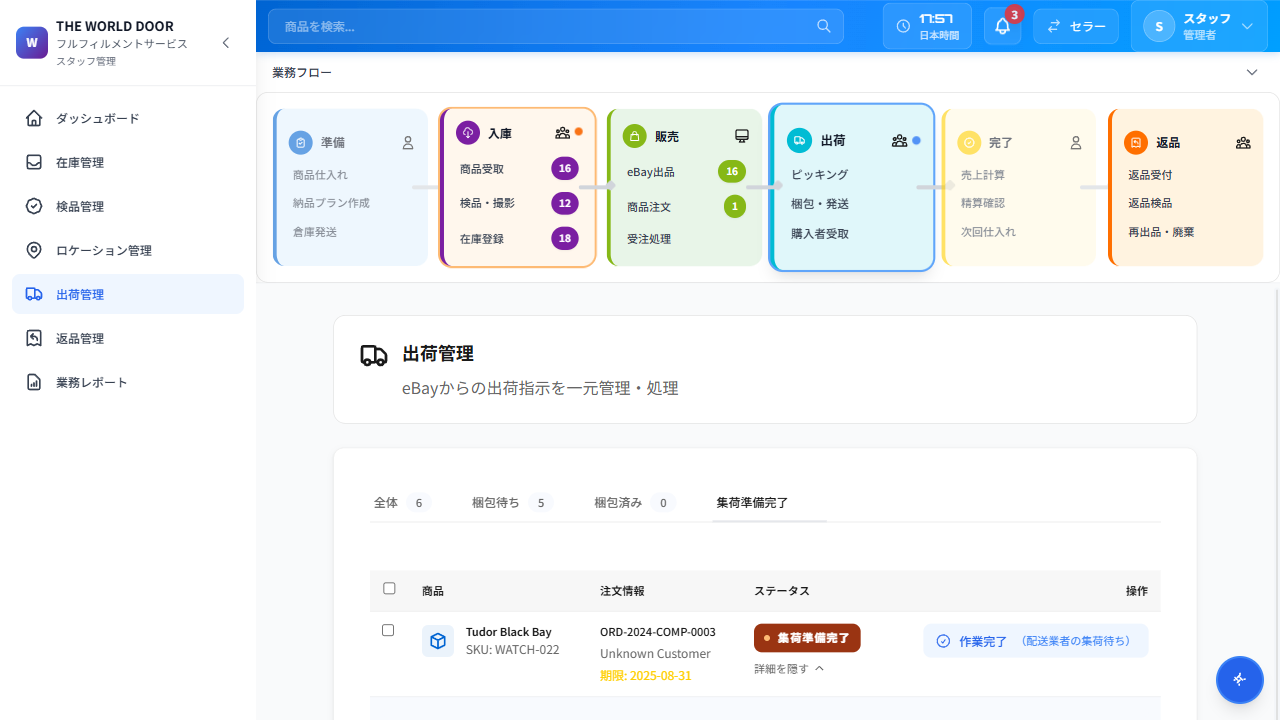 W
THE WORLD DOOR
フルフィルメントサービス
スタッフ管理
ダッシュボード
在庫管理
検品管理
ロケーション管理
出荷管理
返品管理
業務レポート
商品を検索...
17:57
日本時間
3
セラー
S
スタッフ
管理者
業務フロー
準備
商品仕入れ
納品プラン作成
倉庫発送
入庫
商品受取
16
検品・撮影
12
在庫登録
18
販売
eBay出品
16
商品注文
1
受注処理
出荷
ピッキング
梱包・発送
購入者受取
完了
売上計算
精算確認
次回仕入れ
返品
返品受付
返品検品
再出品・廃棄
出荷管理
eBayからの出荷指示を一元管理・処理
全体 6
梱包待ち 5
梱包済み 0
集荷準備完了
商品 注文情報 ステータス 操作
Tudor Black Bay
SKU: WATCH-022
ORD-2024-COMP-0003
Unknown Customer
期限: 2025-08-31
集荷準備完了
詳細を隠す
作業完了 （配送業者の集荷待ち）